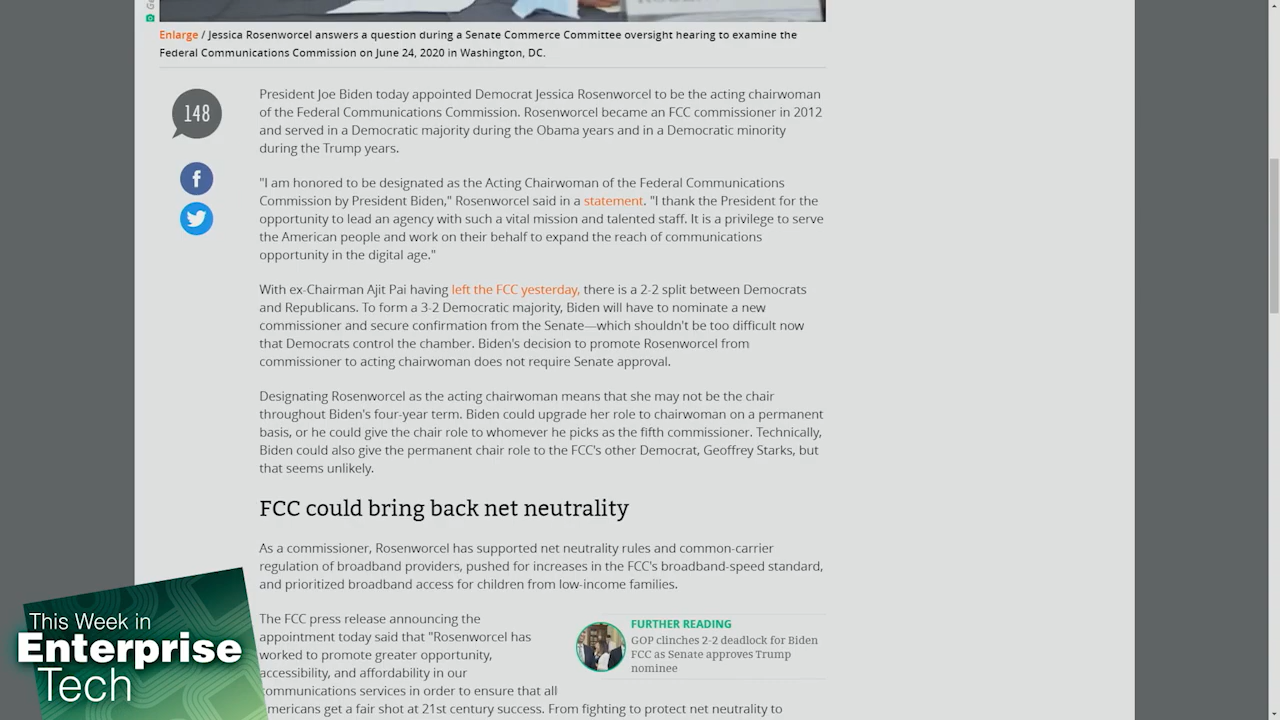 Enlarge / Jessica Rosenworcel answers a question during a Senate Commerce Committee oversight hearing to examine the
Federal Communications Commission on June 24, 2020 in Washington, DC.
148
President Joe Biden today appointed Democrat Jessica Rosenworcel to be the acting chairwoman
of the Federal Communications Commission. Rosenworcel became an FCC commissioner in 2012
and served in a Democratic majority during the Obama years and in a Democratic minority
during the Trump years.
"I am honored to be designated as the Acting Chairwoman of the Federal Communications
Commission by President Biden," Rosenworcel said in a statement. "I thank the President for the
opportunity to lead an agency with such a vital mission and talented staff. It is a privilege to serve
the American people and work on their behalf to expand the reach of communications
opportunity in the digital age."
With ex-Chairman Ajit Pai having left the FCC yesterday, there is a 2-2 split between Democrats
and Republicans. To form a 3-2 Democratic majority, Biden will have to nominate a new
commissioner and secure confirmation from the Senate—which shouldn't be too difficult now
that Democrats control the chamber. Biden's decision to promote Rosenworcel from
commissioner to acting chairwoman does not require Senate approval.
Designating Rosenworcel as the acting chairwoman means that she may not be the chair
throughout Biden's four-year term. Biden could upgrade her role to chairwoman on a permanent
basis, or he could give the chair role to whomever he picks as the fifth commissioner. Technically,
Biden could also give the permanent chair role to the FCC's other Democrat, Geoffrey Starks, but
that seems unlikely.
FCC could bring back net neutrality
As a commissioner, Rosenworcel has supported net neutrality rules and common-carrier
regulation of broadband providers, pushed for increases in the FCC's broadband-speed standard,
and prioritized broadband access for children from low-income families.
The FCC press release announcing the
appointment today said that "Rosenworcel has
worked to promote greater opportunity,
accessibility, and affordability in our
communications services in order to ensure that all
mericans get a fair shot at 21st century success. From fighting to protect net neutrality to
FURTHER READING
GOP clinches 2-2 deadlock for Biden
FCC as Senate approves Trump
nominee
This Week in
Enterprise
Tech